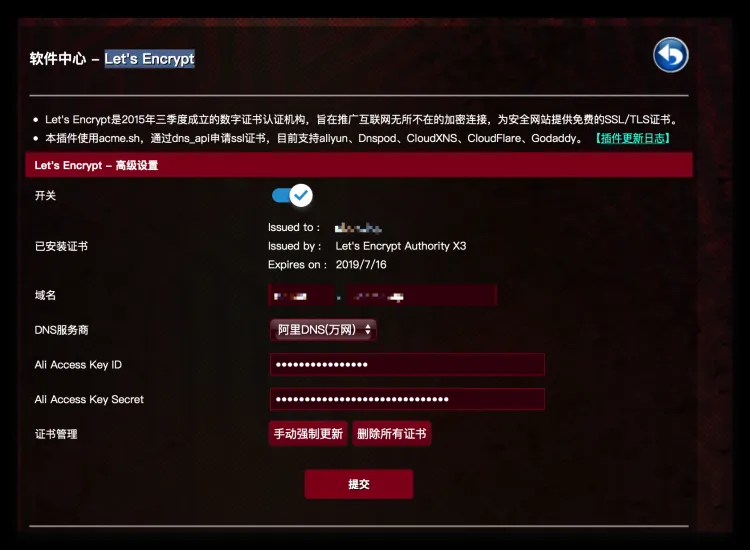 软件中心 – Let's Encrypt
Let's Encrypt是2015年三季度成立的数字证书认证机构，旨在推广互联网无所不在的加密连接，为安全网站提供免费的SSL/TLS证书。
本插件使用acme.sh，通过dns_api申请ssl证书，目前支持aliyun、Dnspod、CloudXNS、CloudFlare、Godaddy。 【插件更新日志】
Let's Encrypt – 高级设置
开关
已安装证书
Issued to :
Issued by : Let's Encrypt Authority X3
Expires on : 2019/7/16
域名 .
DNS服务商 阿里DNS(万网)
Ali Access Key ID ••••••••••••••••
Ali Access Key Secret ••••••••••••••••••••••••••••••
证书管理 手动强制更新 删除所有证书
提交